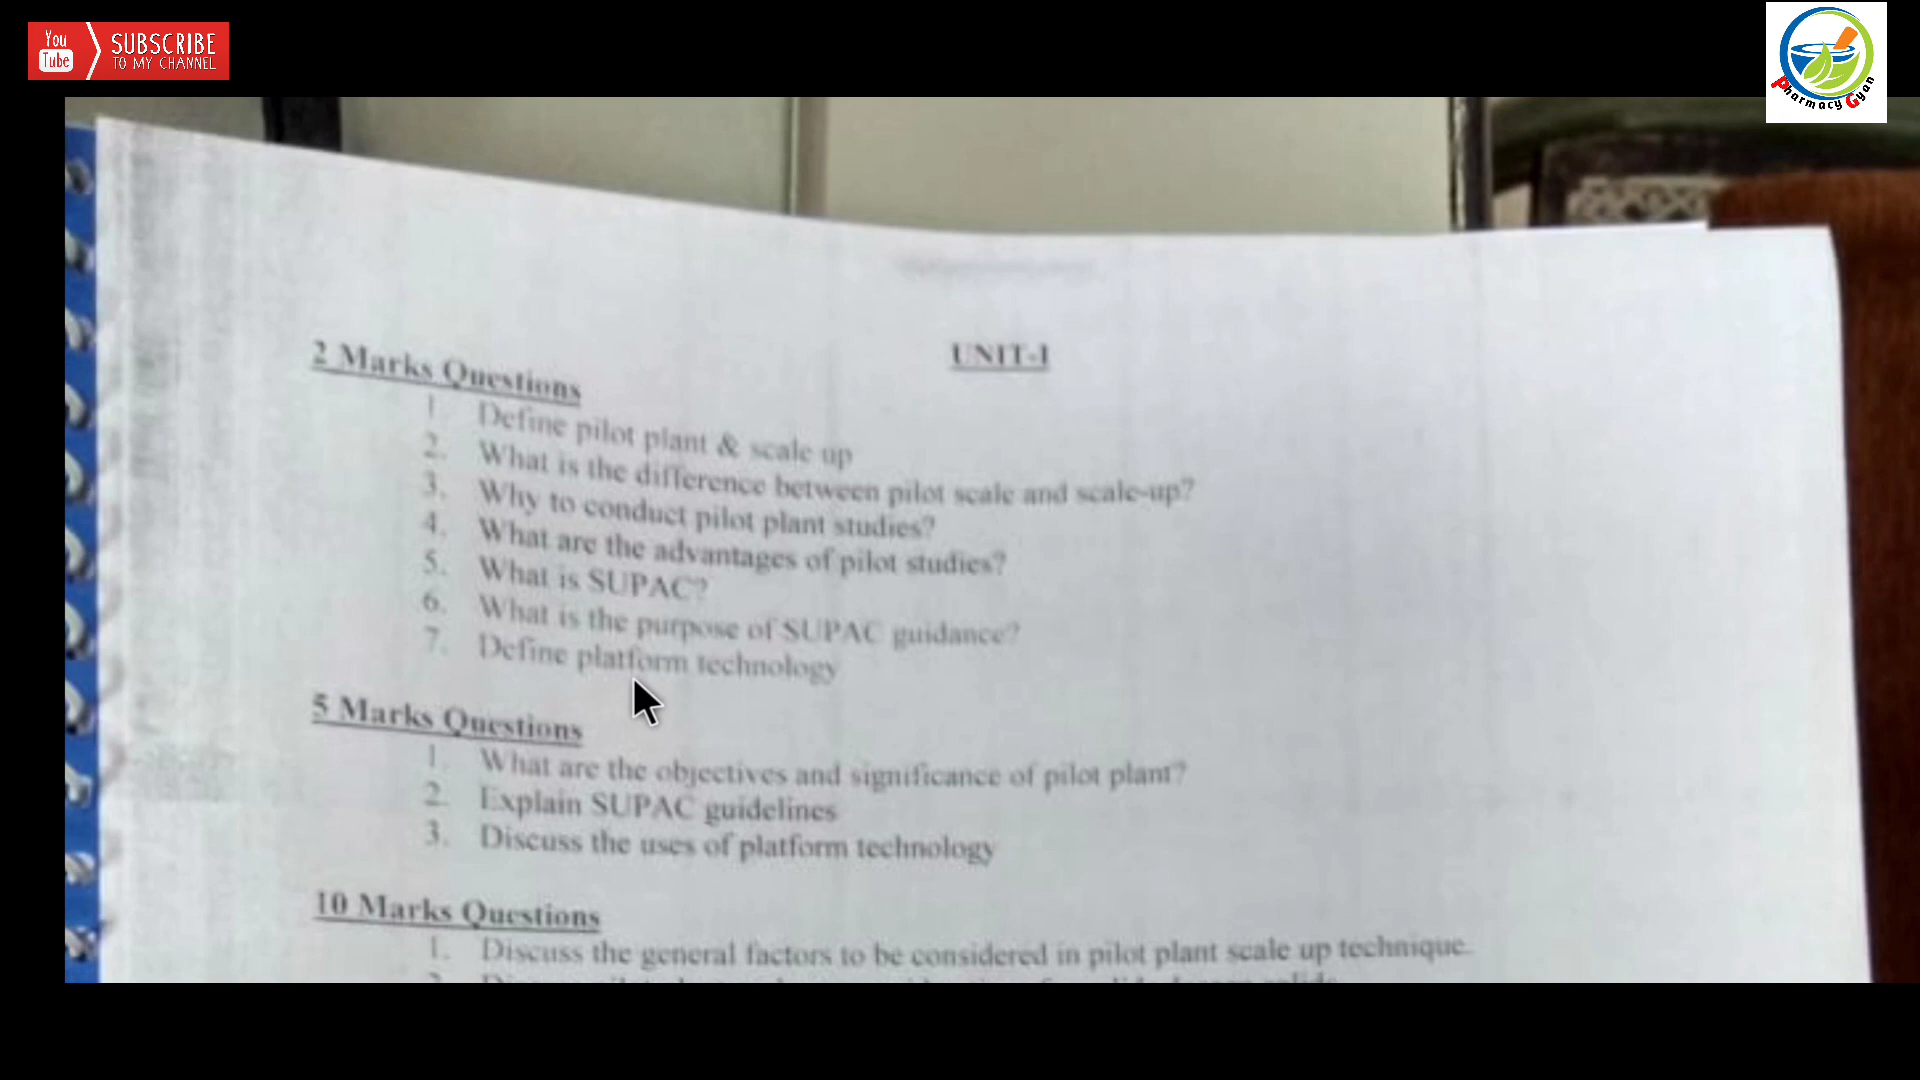 You
Tube
SUBSCRIBE
TO MY CHANNEL
Pharmacy Gyan
UNIT-I
2 Marks Questions
1. Define pilot plant & scale up
2. What is the difference between pilot scale and scale-up?
3. Why to conduct pilot plant studies?
4. What are the advantages of pilot studies?
5. What is SUPAC?
6. What is the purpose of SUPAC guidance?
7. Define platform technology
5 Marks Questions
1. What are the objectives and significance of pilot plant?
2. Explain SUPAC guidelines
3. Discuss the uses of platform technology
10 Marks Questions
1. Discuss the general factors to be considered in pilot plant scale up technique.